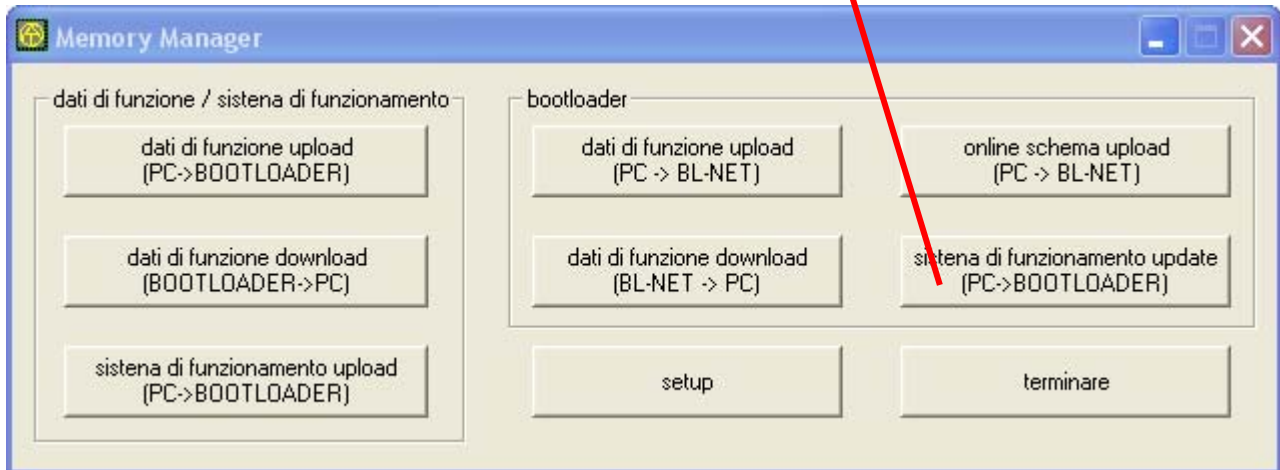 Memory Manager
dati di funzione / sistena di funzionamento
dati di funzione upload
(PC->BOOTLOADER)
dati di funzione download
(BOOTLOADER->PC)
sistena di funzionamento upload
(PC->BOOTLOADER)
bootloader
dati di funzione upload
(PC -> BL-NET)
online schema upload
(PC -> BL-NET)
dati di funzione download
(BL-NET -> PC)
sistena di funzionamento update
(PC->BOOTLOADER)
setup
terminare